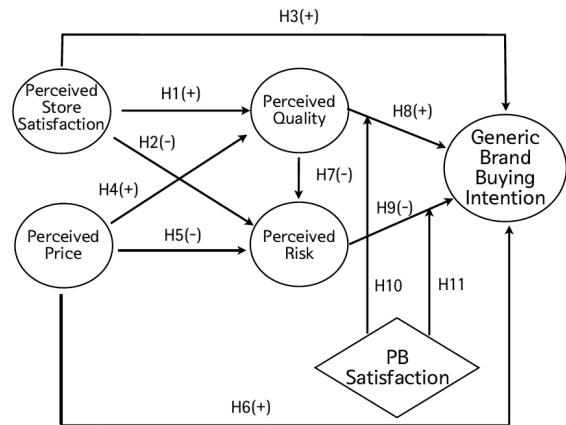 H3(+)
Perceived
Store
Satisfaction
H1(+)
Perceived
Quality
H8(+)
Generic
Brand
Buying
Intention
H2(-)
H4(+)
H7(-)
H9(-)
Perceived
Price
H5(-)
Perceived
Risk
H10
H11
PB
Satisfaction
H6(+)